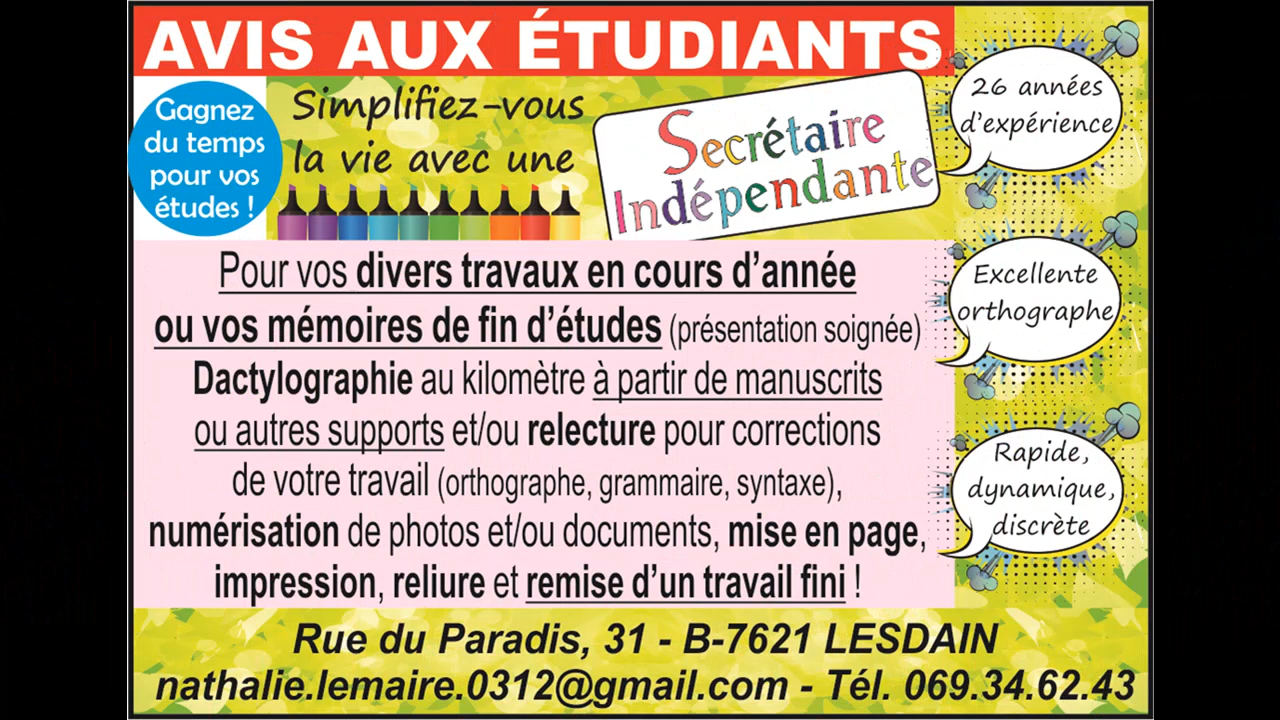 AVIS AUX ÉTUDIANTS
Gagnez
du temps
pour vos
études !
Simplifiez-vous
la vie avec une
Secrétaire
Indépendante
26 années
d'expérience
Excellente
orthographe
Rapide,
dynamique,
discrète
Pour vos divers travaux en cours d'année
ou vos mémoires de fin d'études (présentation soignée)
Dactylographie au kilomètre à partir de manuscrits
ou autres supports et/ou relecture pour corrections
de votre travail (orthographe, grammaire, syntaxe),
numérisation de photos et/ou documents, mise en page,
impression, reliure et remise d'un travail fini !
Rue du Paradis, 31 - B-7621 LESDAIN
nathalie.lemaire.0312@gmail.com - Tél. 069.34.62.43